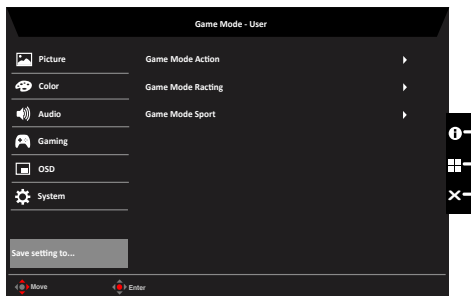 Game Mode - User
Picture
Game Mode Action
Color
Game Mode Racting
Audio
Game Mode Sport
Gaming
OSD
System
Save setting to...
Move
Enter